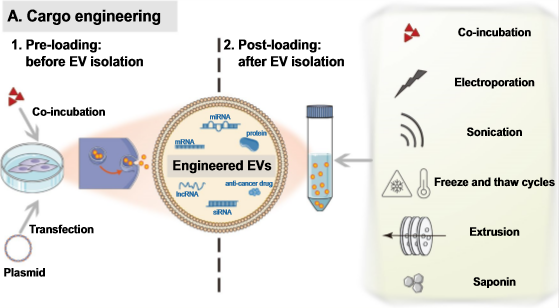 A. Cargo engineering
1. Pre-loading:
before EV isolation
2. Post-loading:
after EV isolation
Co-incubation
Transfection
Plasmid
miRNA
mRNA
protein
Engineered EVs
lncRNA
anti-cancer drug
siRNA
Co-incubation
Electroporation
Sonication
Freeze and thaw cycles
Extrusion
Saponin